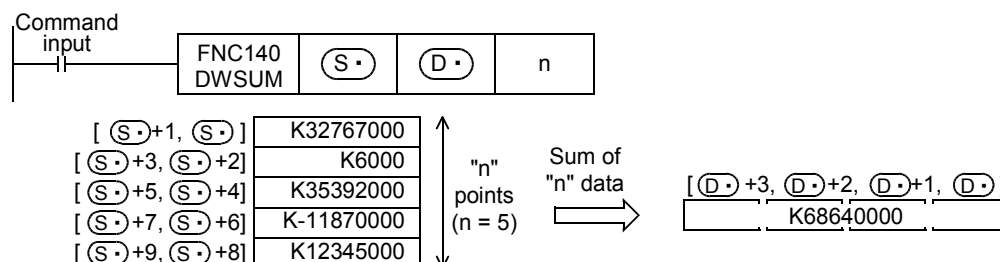 Command
input
FNC140
DWSUM
S·
D·
n
[ S·+1, S· ] K32767000
[ S·+3, S·+2] K6000
[ S·+5, S·+4] K35392000
[ S·+7, S·+6] K-11870000
[ S·+9, S·+8] K12345000
"n"
points
(n = 5)
Sum of
"n" data
[ D·+3, D·+2, D·+1, D·
K68640000